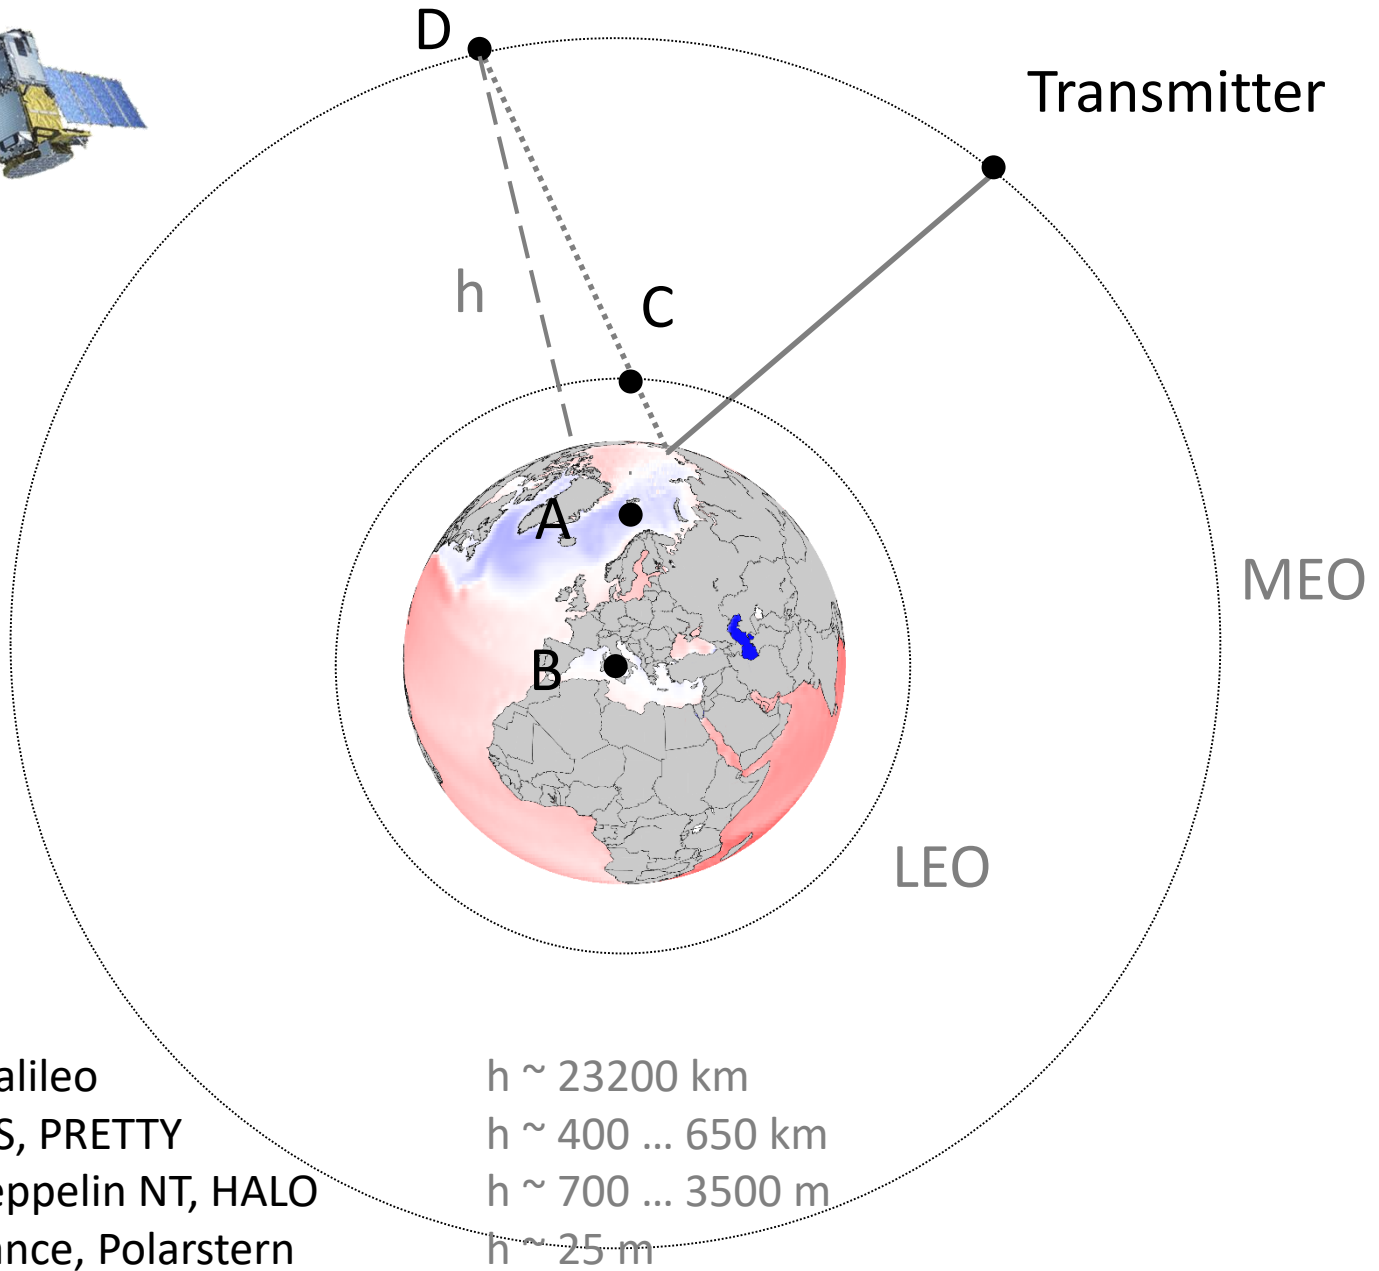 D
Transmitter
h
C
A
MEO
B
LEO
alileo h ~ 23200 km
S, PRETTY h ~ 400 ... 650 km
eppelin NT, HALO h ~ 700 ... 3500 m
ance, Polarstern h ~ 25 m